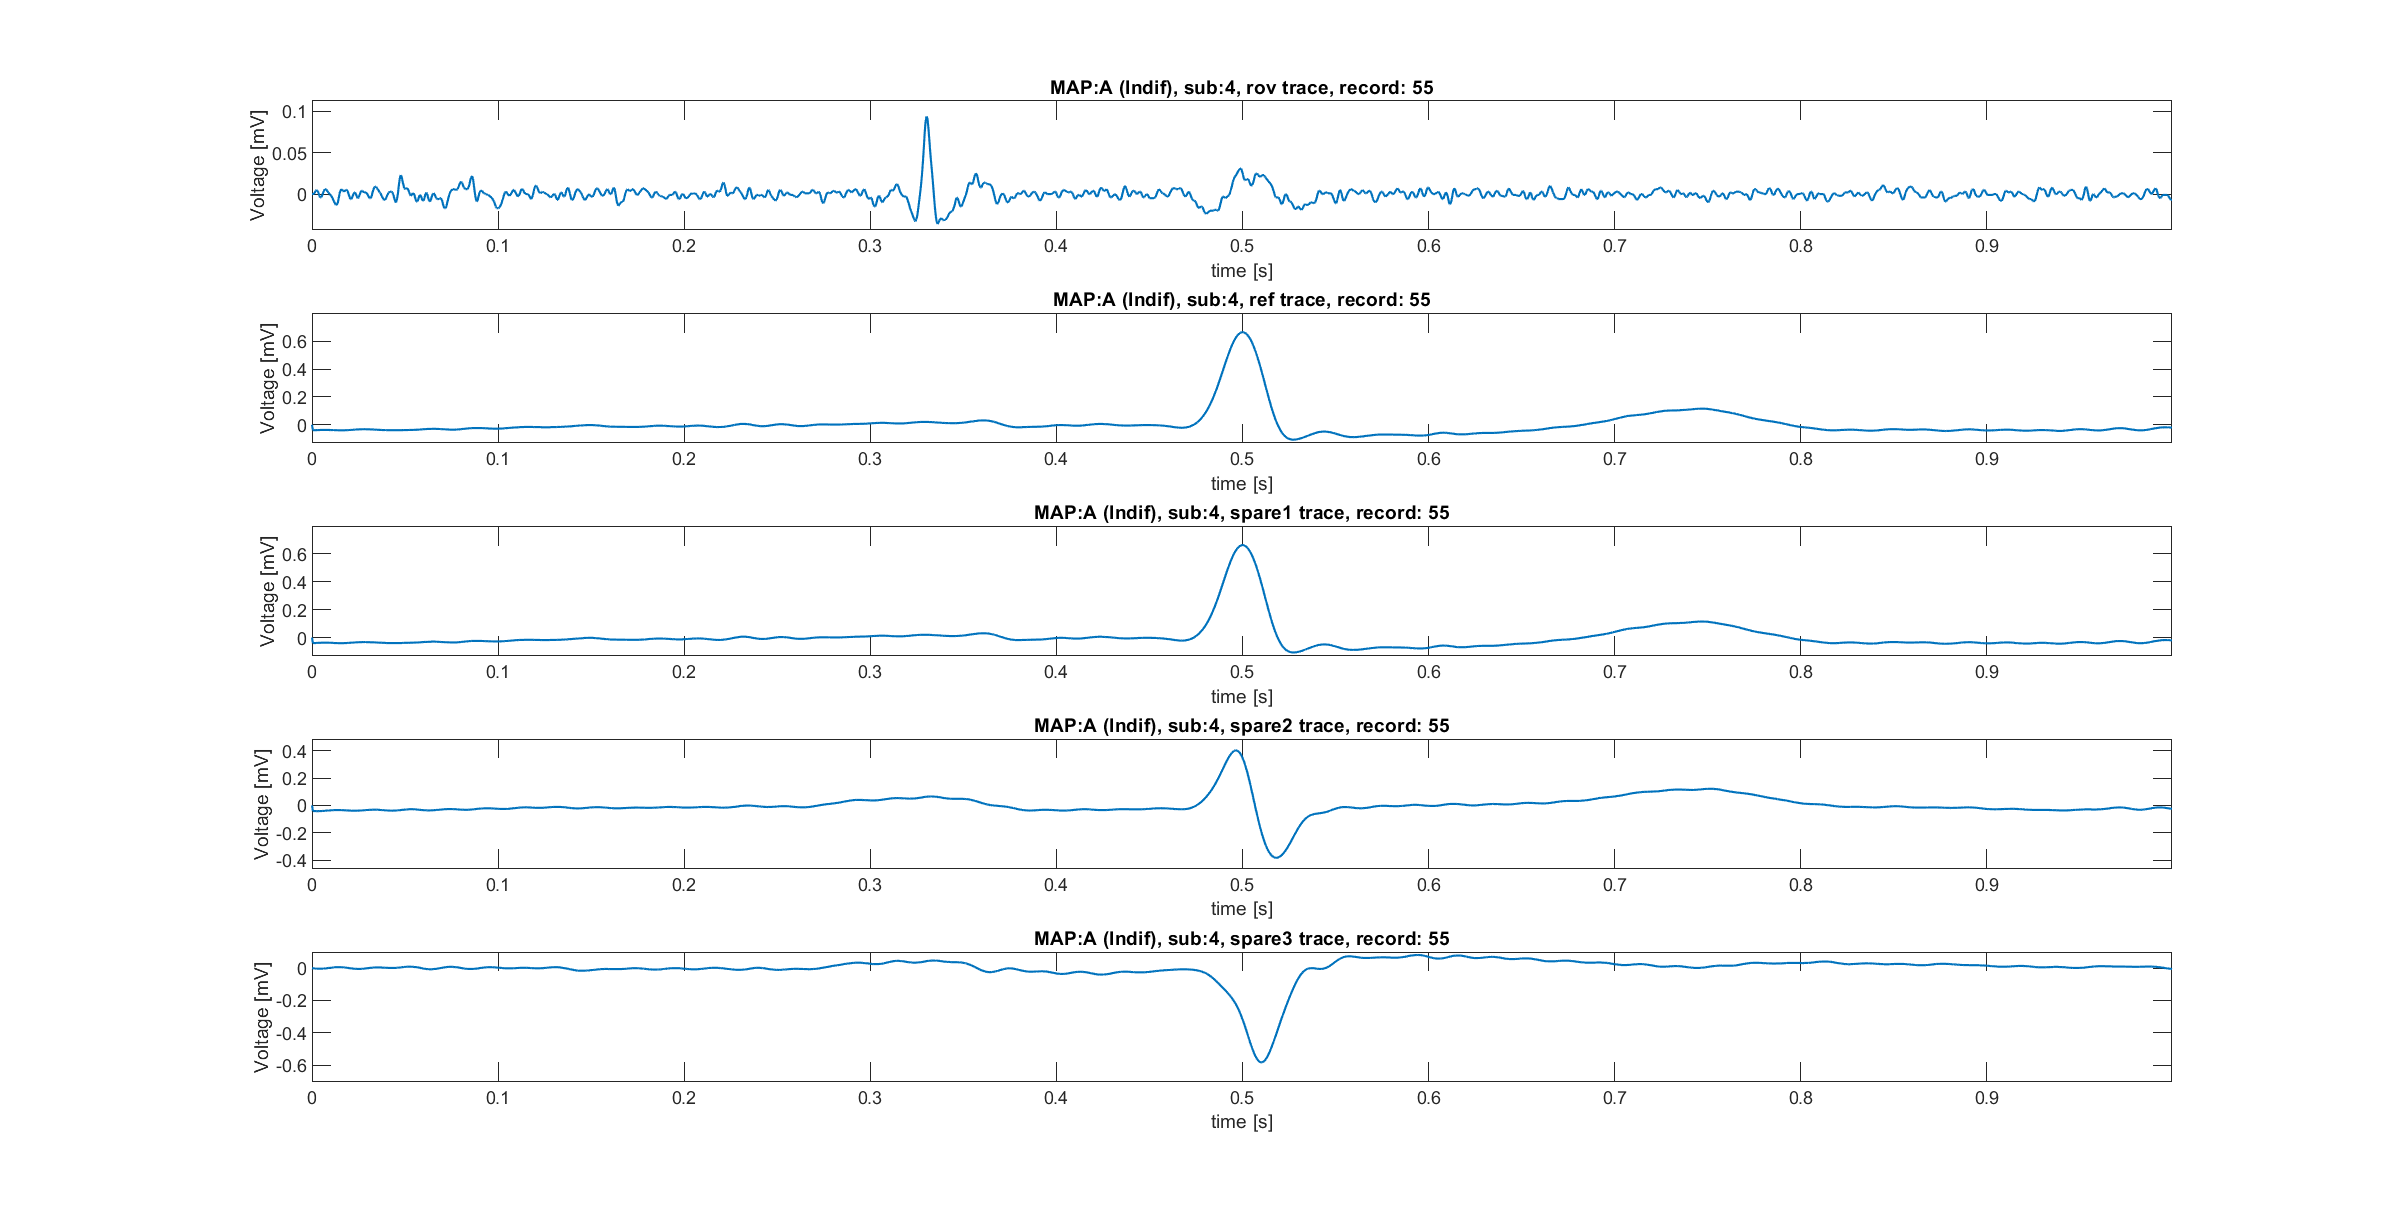 MAP:A (Indif), sub:4, rov trace, record: 55
Voltage [mV]
0.1
0.05
0
0 0.1 0.2 0.3 0.4 0.5 0.6 0.7 0.8 0.9
time [s]
MAP:A (Indif), sub:4, ref trace, record: 55
Voltage [mV]
0.6
0.4
0.2
0
0 0.1 0.2 0.3 0.4 0.5 0.6 0.7 0.8 0.9
time [s]
MAP:A (Indif), sub:4, spare1 trace, record: 55
Voltage [mV]
0.6
0.4
0.2
0
0 0.1 0.2 0.3 0.4 0.5 0.6 0.7 0.8 0.9
time [s]
MAP:A (Indif), sub:4, spare2 trace, record: 55
Voltage [mV]
0.4
0.2
0
-0.2
-0.4
0 0.1 0.2 0.3 0.4 0.5 0.6 0.7 0.8 0.9
time [s]
MAP:A (Indif), sub:4, spare3 trace, record: 55
Voltage [mV]
0
-0.2
-0.4
-0.6
0 0.1 0.2 0.3 0.4 0.5 0.6 0.7 0.8 0.9
time [s]